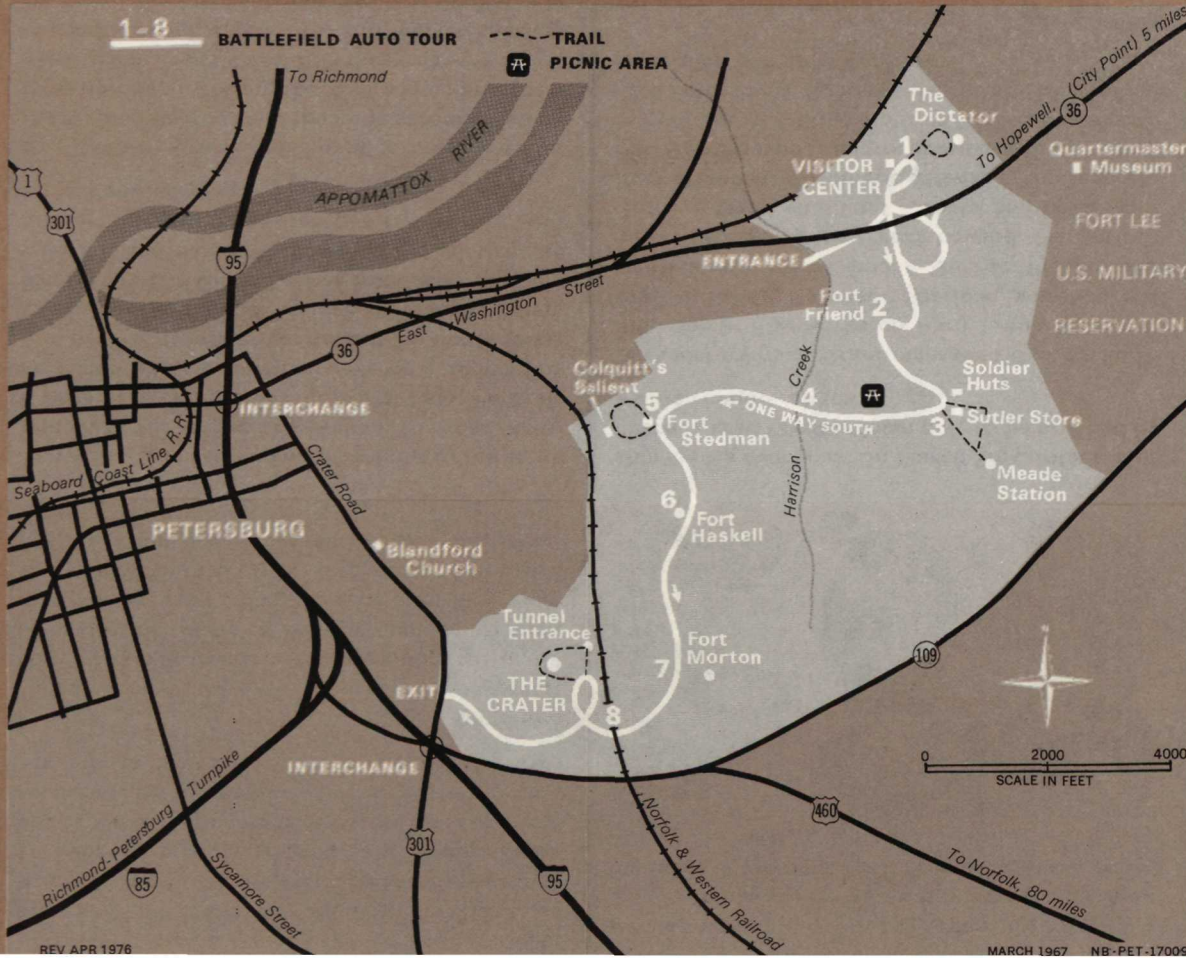 1-8 BATTLEFIELD AUTO TOUR
TRAIL
PICNIC AREA
To Richmond
APPOMATTOX RIVER
1
301
95
36
East Washington Street
INTERCHANGE
Seaboard Coast Line R.R.
Crater Road
PETERSBURG
Blandford
Church
The
Dictator
1
VISITOR
CENTER
To Hopewell, (City Point) 5 miles
36
Quartermaster
Museum
FORT LEE
U.S. MILITARY
RESERVATION
ENTRANCE
Fort
Friend
2
Soldier
Huts
Sutler Store
3
Meade
Station
4
ONE WAY SOUTH
Harrison Creek
Colquitt's
Salient
5
Fort
Stedman
6
Fort
Haskell
Fort
Morton
7
Tunnel
Entrance
THE
CRATER
8
EXIT
INTERCHANGE
109
N
0 2000 4000
SCALE IN FEET
460
To Norfolk, 80 miles
Norfolk & Western Railroad
301
95
Richmond-Petersburg Turnpike
85
Sycamore Street
REV APR 1976
MARCH 1967 NB-PET-17009